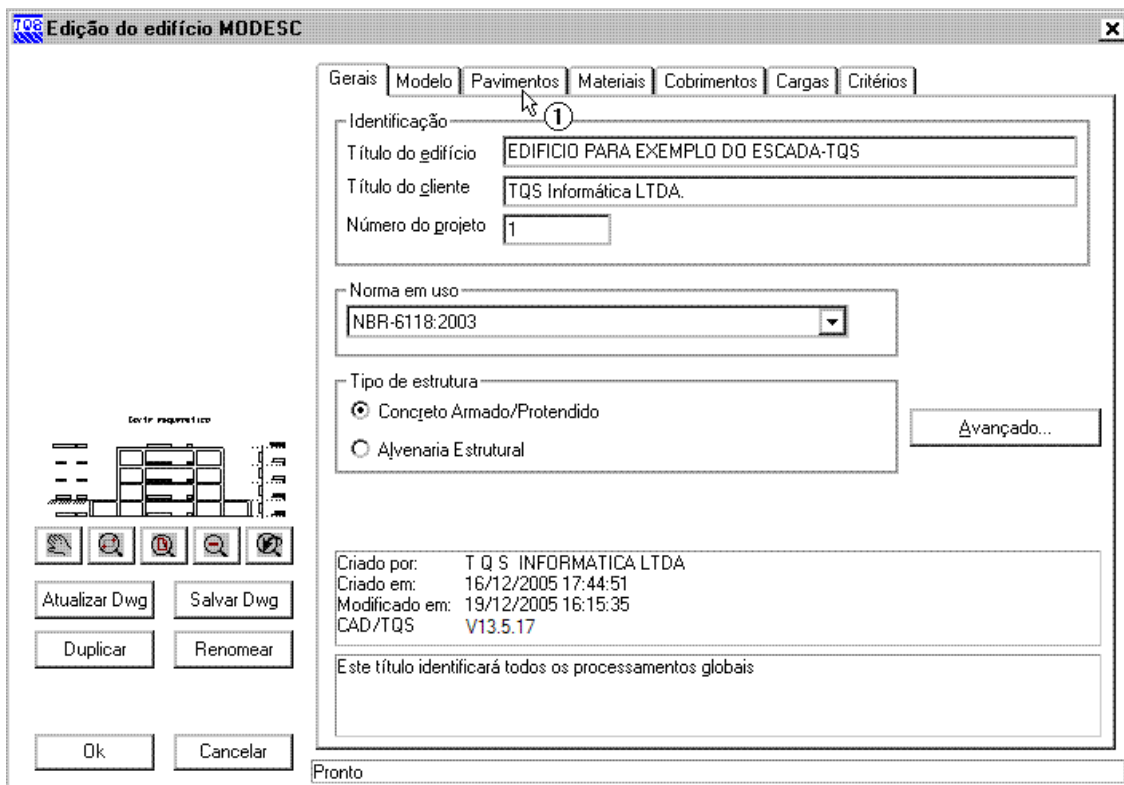 TQS Edição do edifício MODESC
Gerais Modelo Pavimentos Materiais Cobrimentos Cargas Critérios
1
Identificação
Título do edifício EDIFICIO PARA EXEMPLO DO ESCADA-TQS
Título do cliente TQS Informática LTDA.
Número do projeto 1
Norma em uso
NBR-6118:2003
Tipo de estrutura
Concreto Armado/Protendido
Alvenaria Estrutural
Avançado...
Atualizar Dwg Salvar Dwg
Duplicar Renomear
Criado por: T Q S INFORMATICA LTDA
Criado em: 16/12/2005 17:44:51
Modificado em: 19/12/2005 16:15:35
CAD/TQS V13.5.17
Este título identificará todos os processamentos globais
Ok Cancelar
Pronto